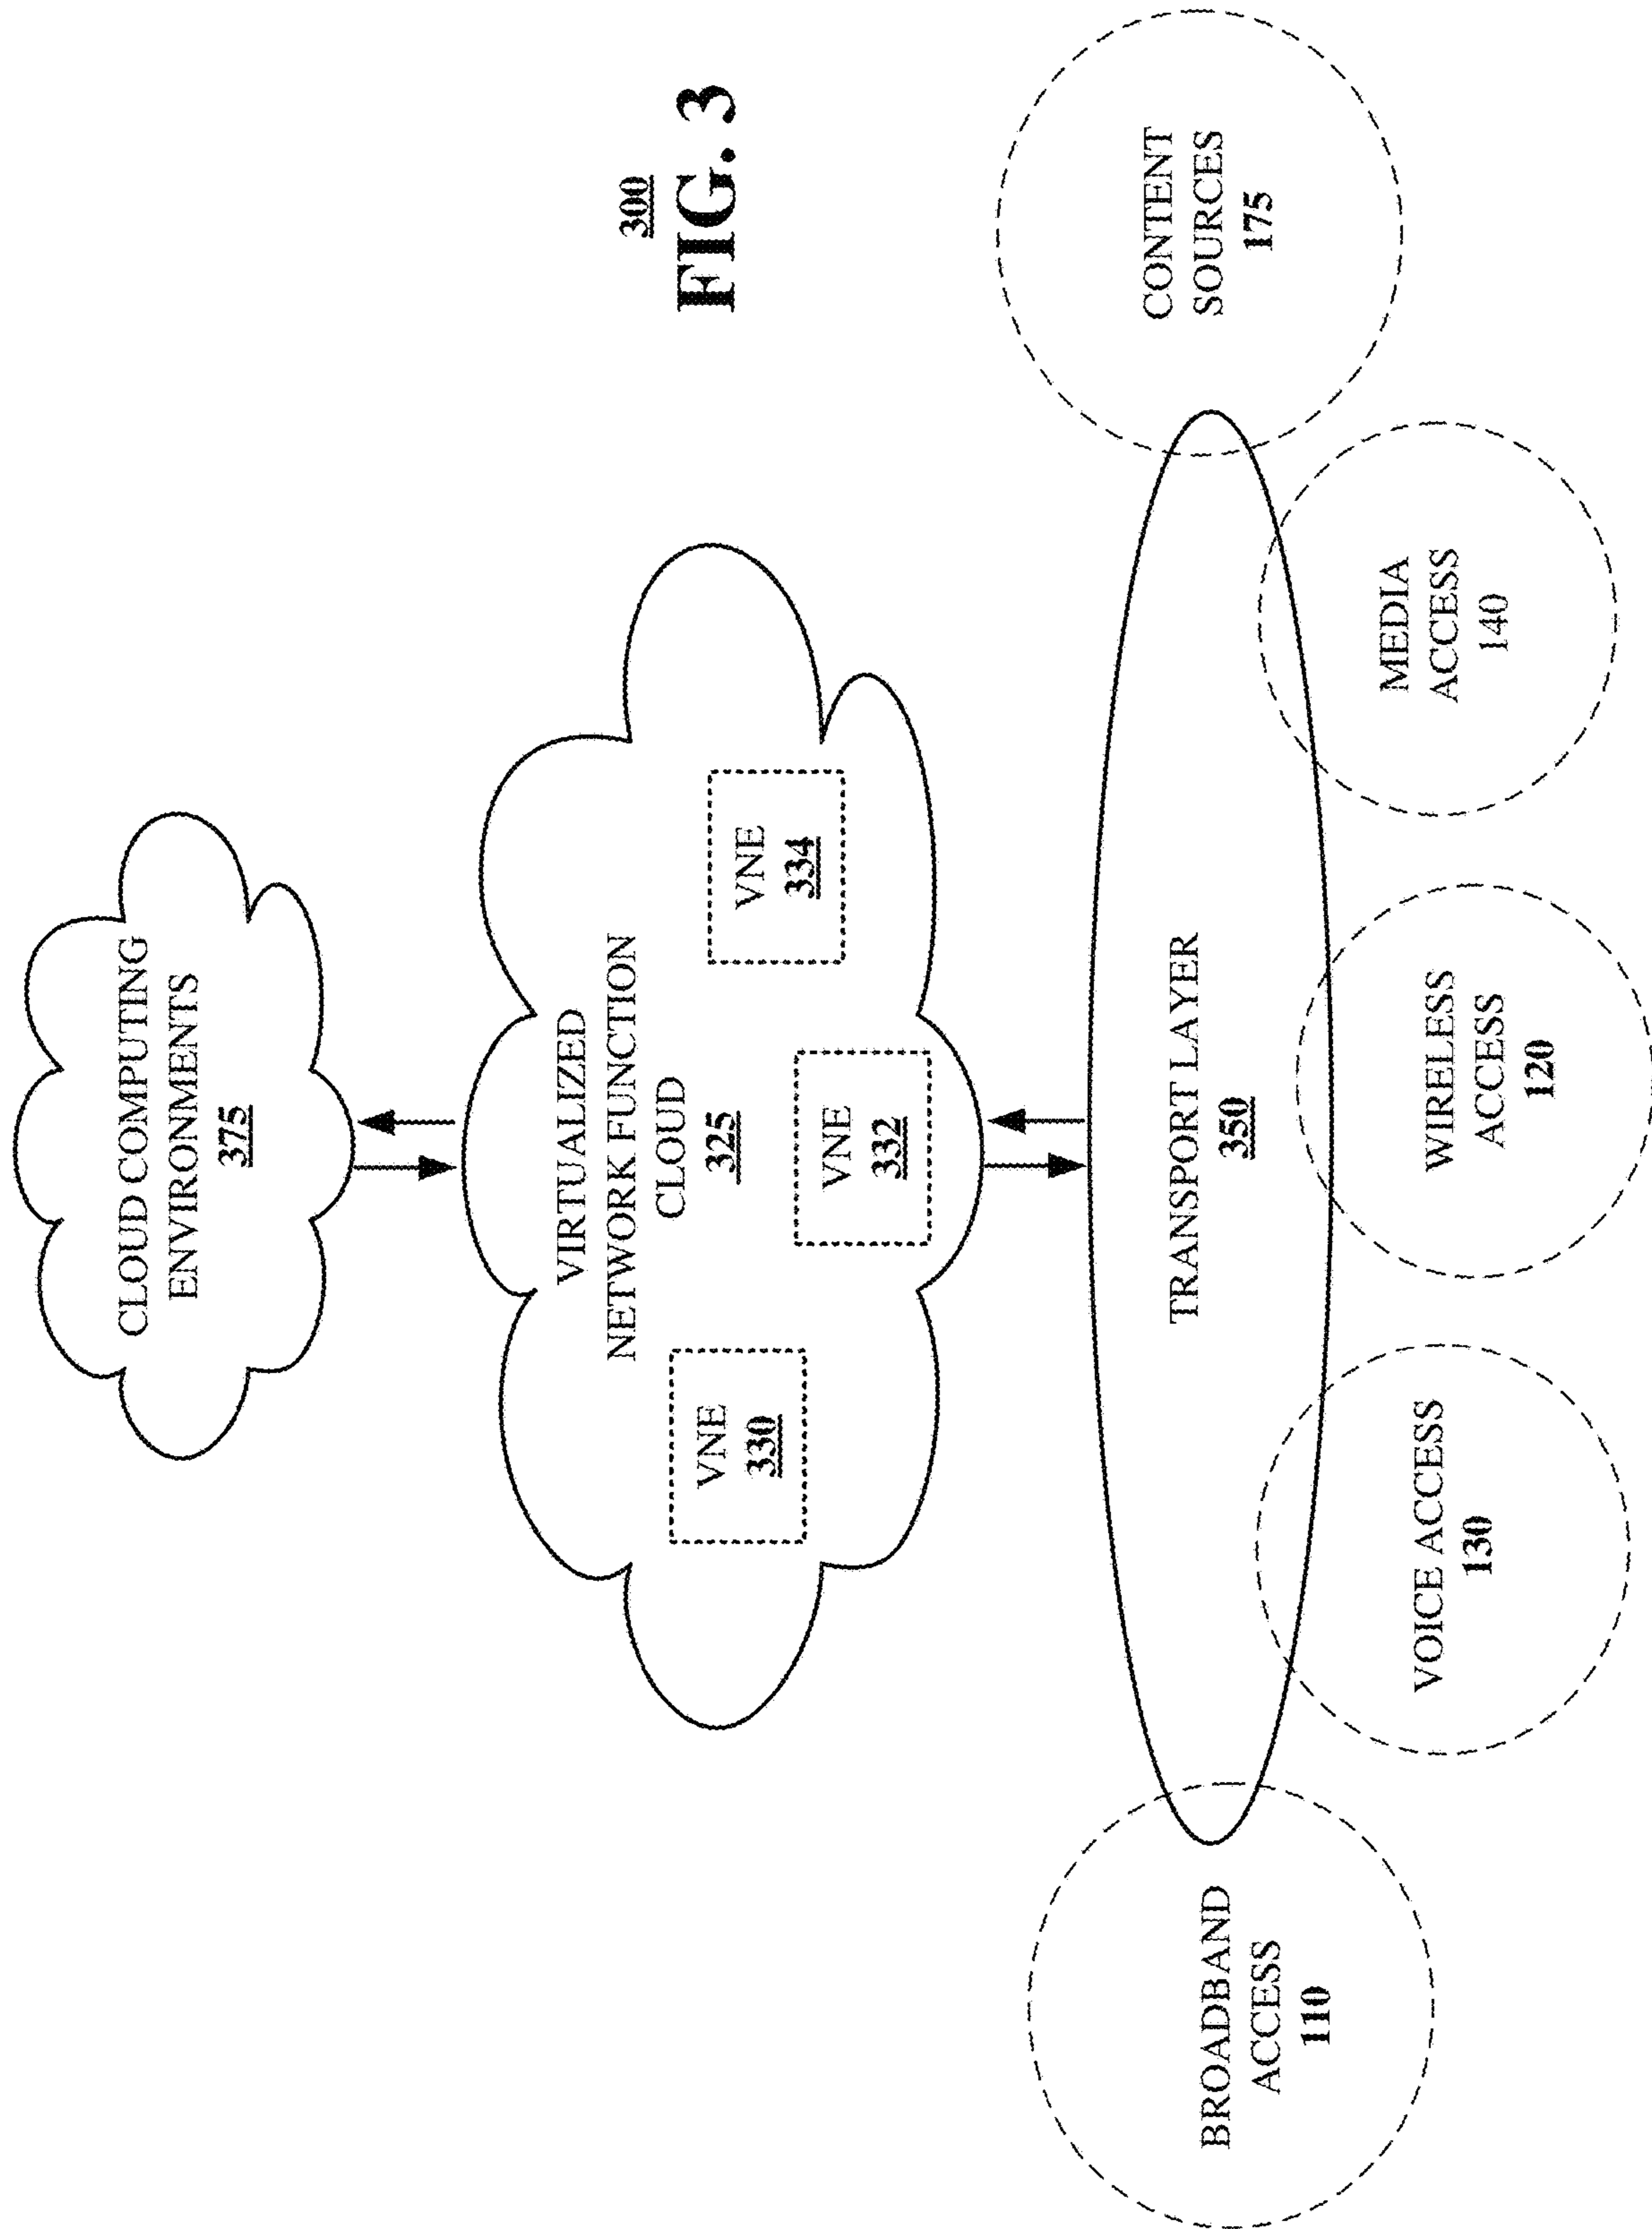 CLOUD COMPUTING
ENVIRONMENTS
375
VIRTUALIZED
NETWORK FUNCTION
CLOUD
325
VNE
330
VNE
332
VNE
334
300
FIG. 3
TRANSPORT LAYER
350
BROADBAND
ACCESS
110
VOICE ACCESS
130
WIRELESS
ACCESS
120
MEDIA
ACCESS
140
CONTENT
SOURCES
175